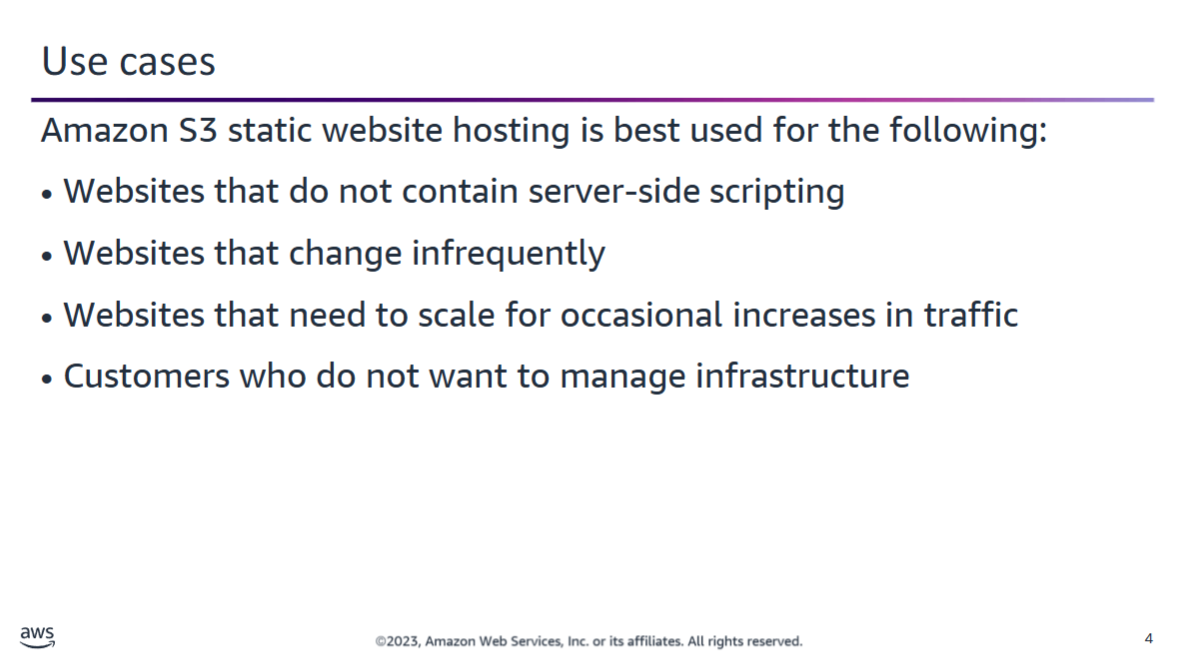 Use cases
Amazon S3 static website hosting is best used for the following:
• Websites that do not contain server-side scripting
• Websites that change infrequently
• Websites that need to scale for occasional increases in traffic
• Customers who do not want to manage infrastructure
aws
©2023, Amazon Web Services, Inc. or its affiliates. All rights reserved.
4